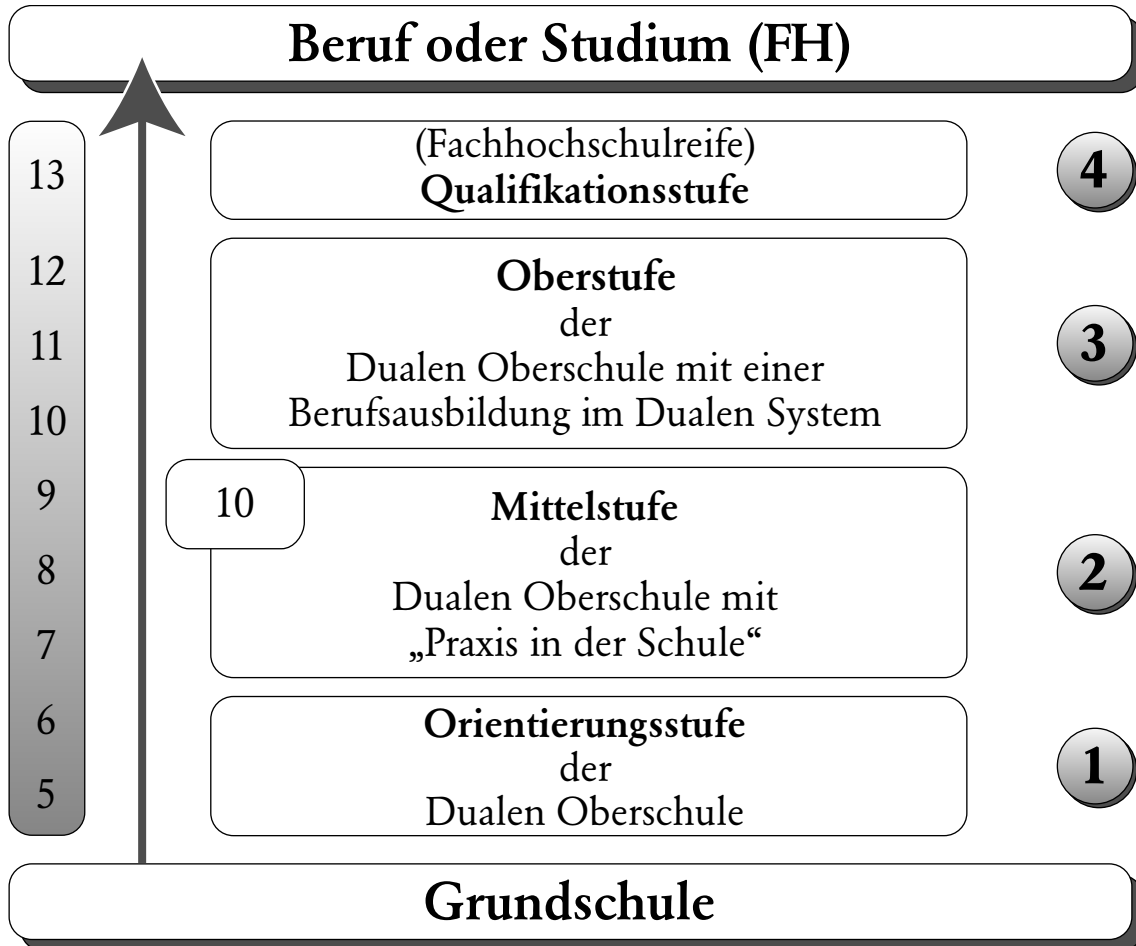 Beruf oder Studium (FH)
13
(Fachhochschulreife)
Qualifikationsstufe
4
12
11
10
Oberstufe
der
Dualen Oberschule mit einer
Berufsausbildung im Dualen System
3
9
8
7
10
Mittelstufe
der
Dualen Oberschule mit
„Praxis in der Schule“
2
6
5
Orientierungsstufe
der
Dualen Oberschule
1
Grundschule